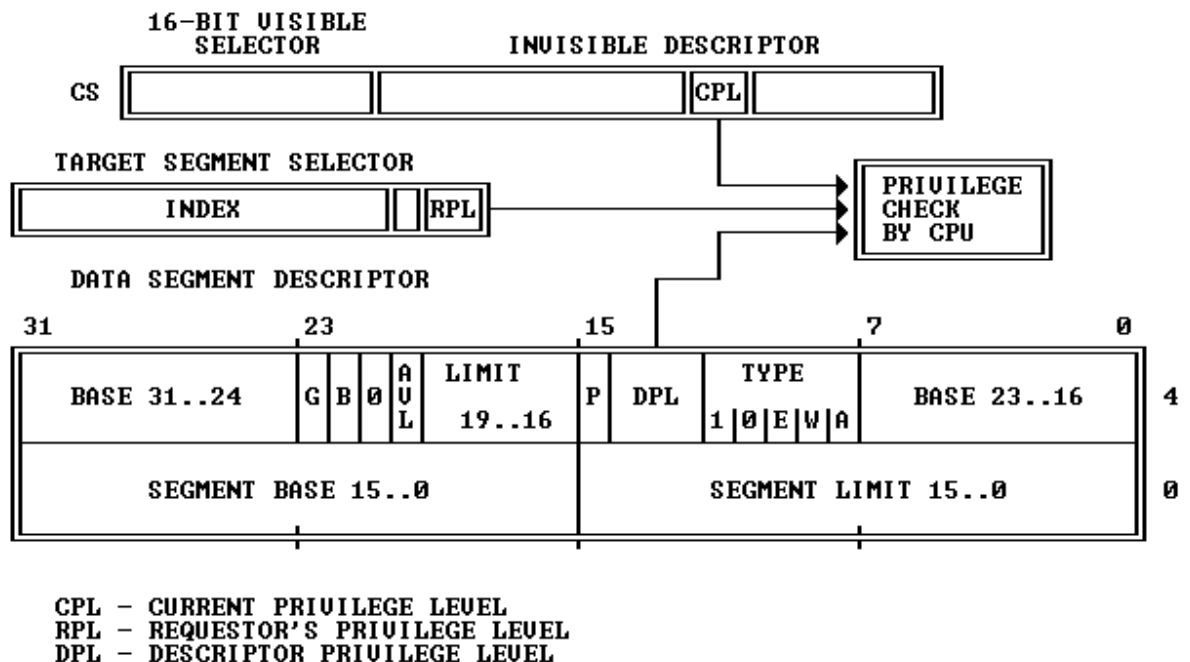 16-BIT VISIBLE
SELECTOR INVISIBLE DESCRIPTOR
CS CPL
TARGET SEGMENT SELECTOR
INDEX RPL
PRIVILEGE
CHECK
BY CPU
DATA SEGMENT DESCRIPTOR
31 23 15 7 0
BASE 31..24 G B 0 AVL LIMIT 19..16 P DPL TYPE 1 0 E W A BASE 23..16 4
SEGMENT BASE 15..0 SEGMENT LIMIT 15..0 0
CPL - CURRENT PRIVILEGE LEVEL
RPL - REQUESTOR'S PRIVILEGE LEVEL
DPL - DESCRIPTOR PRIVILEGE LEVEL